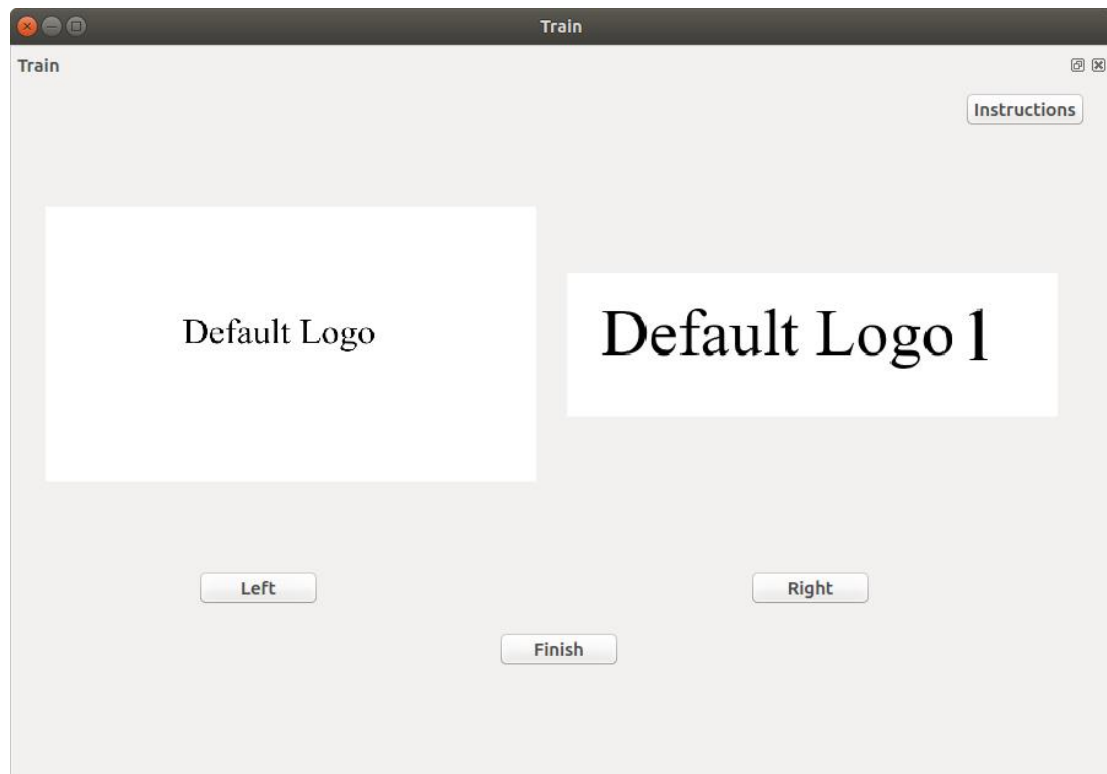 Train
Train
Instructions
Default Logo
Default Logo 1
Left
Right
Finish